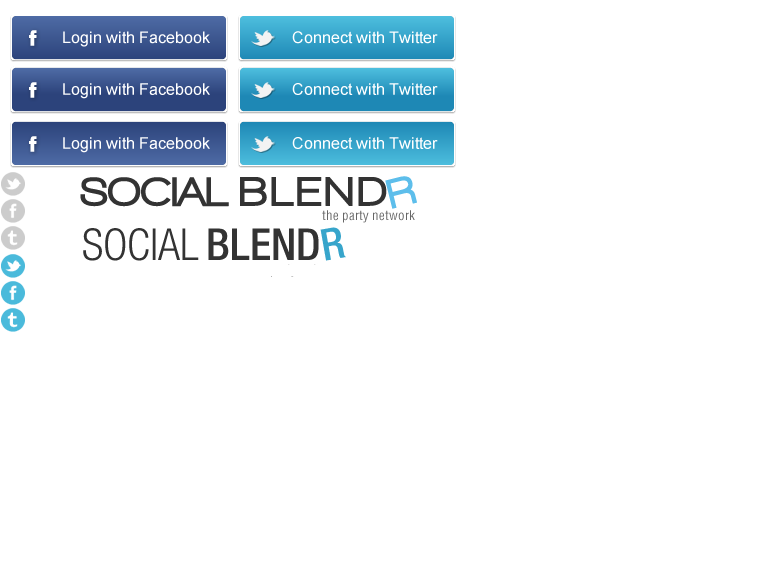 Login with Facebook Connect with Twitter
Login with Facebook Connect with Twitter
Login with Facebook Connect with Twitter
SOCIAL BLENDR
the party network
SOCIAL BLENDR